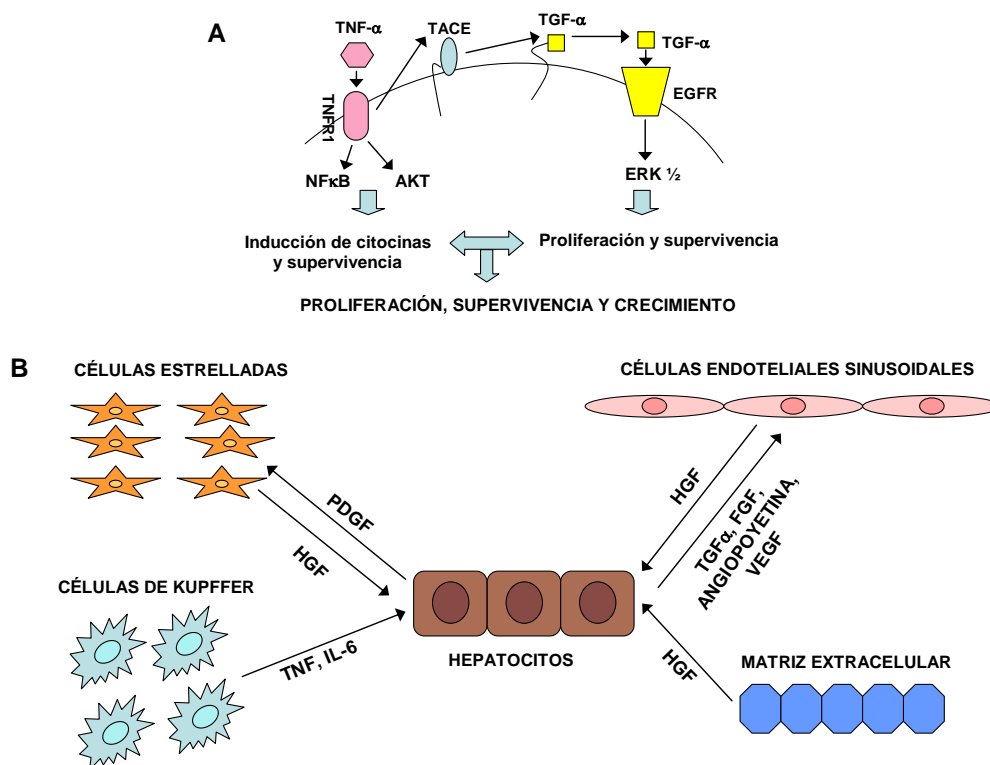 A
TNF-α
TACE
TGF-α
TGF-α
TNFR1
EGFR
NFκB
AKT
ERK ½
Inducción de citocinas
y supervivencia
Proliferación y supervivencia
PROLIFERACIÓN, SUPERVIVENCIA Y CRECIMIENTO
B
CÉLULAS ESTRELLADAS
CÉLULAS ENDOTELIALES SINUSOIDALES
PDGF
HGF
HGF
TGFα, FGF,
ANGIOPOYETINA,
VEGF
CÉLULAS DE KUPFFER
TNF, IL-6
HEPATOCITOS
HGF
MATRIZ EXTRACELULAR